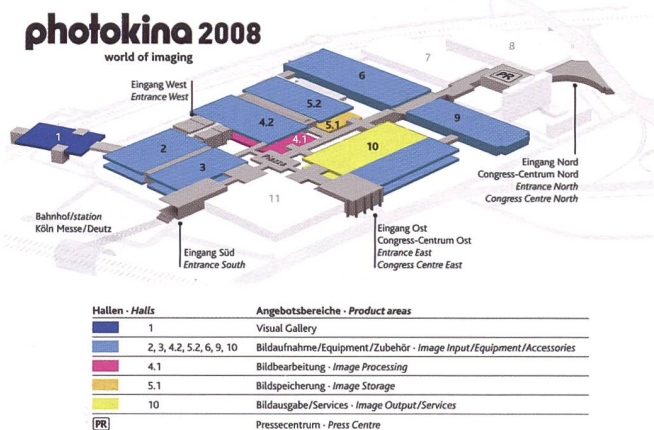 photokina 2008
world of imaging
7
8
6
PR
Eingang West
Entrance West
5.2
4.2
5.1
9
1
2
4.1
10
3
Piazza
11
Eingang Nord
Congress-Centrum Nord
Entrance North
Congress Centre North
Bahnhof/station
Köln Messe/Deutz
Eingang Süd
Entrance South
Eingang Ost
Congress-Centrum Ost
Entrance East
Congress Centre East
Hallen · Halls Angebotsbereiche · Product areas
1 Visual Gallery
2, 3, 4.2, 5.2, 6, 9, 10 Bildaufnahme/Equipment/Zubehör · Image Input/Equipment/Accessories
4.1 Bildbearbeitung · Image Processing
5.1 Bildspeicherung · Image Storage
10 Bildausgabe/Services · Image Output/Services
PR Pressecentrum · Press Centre